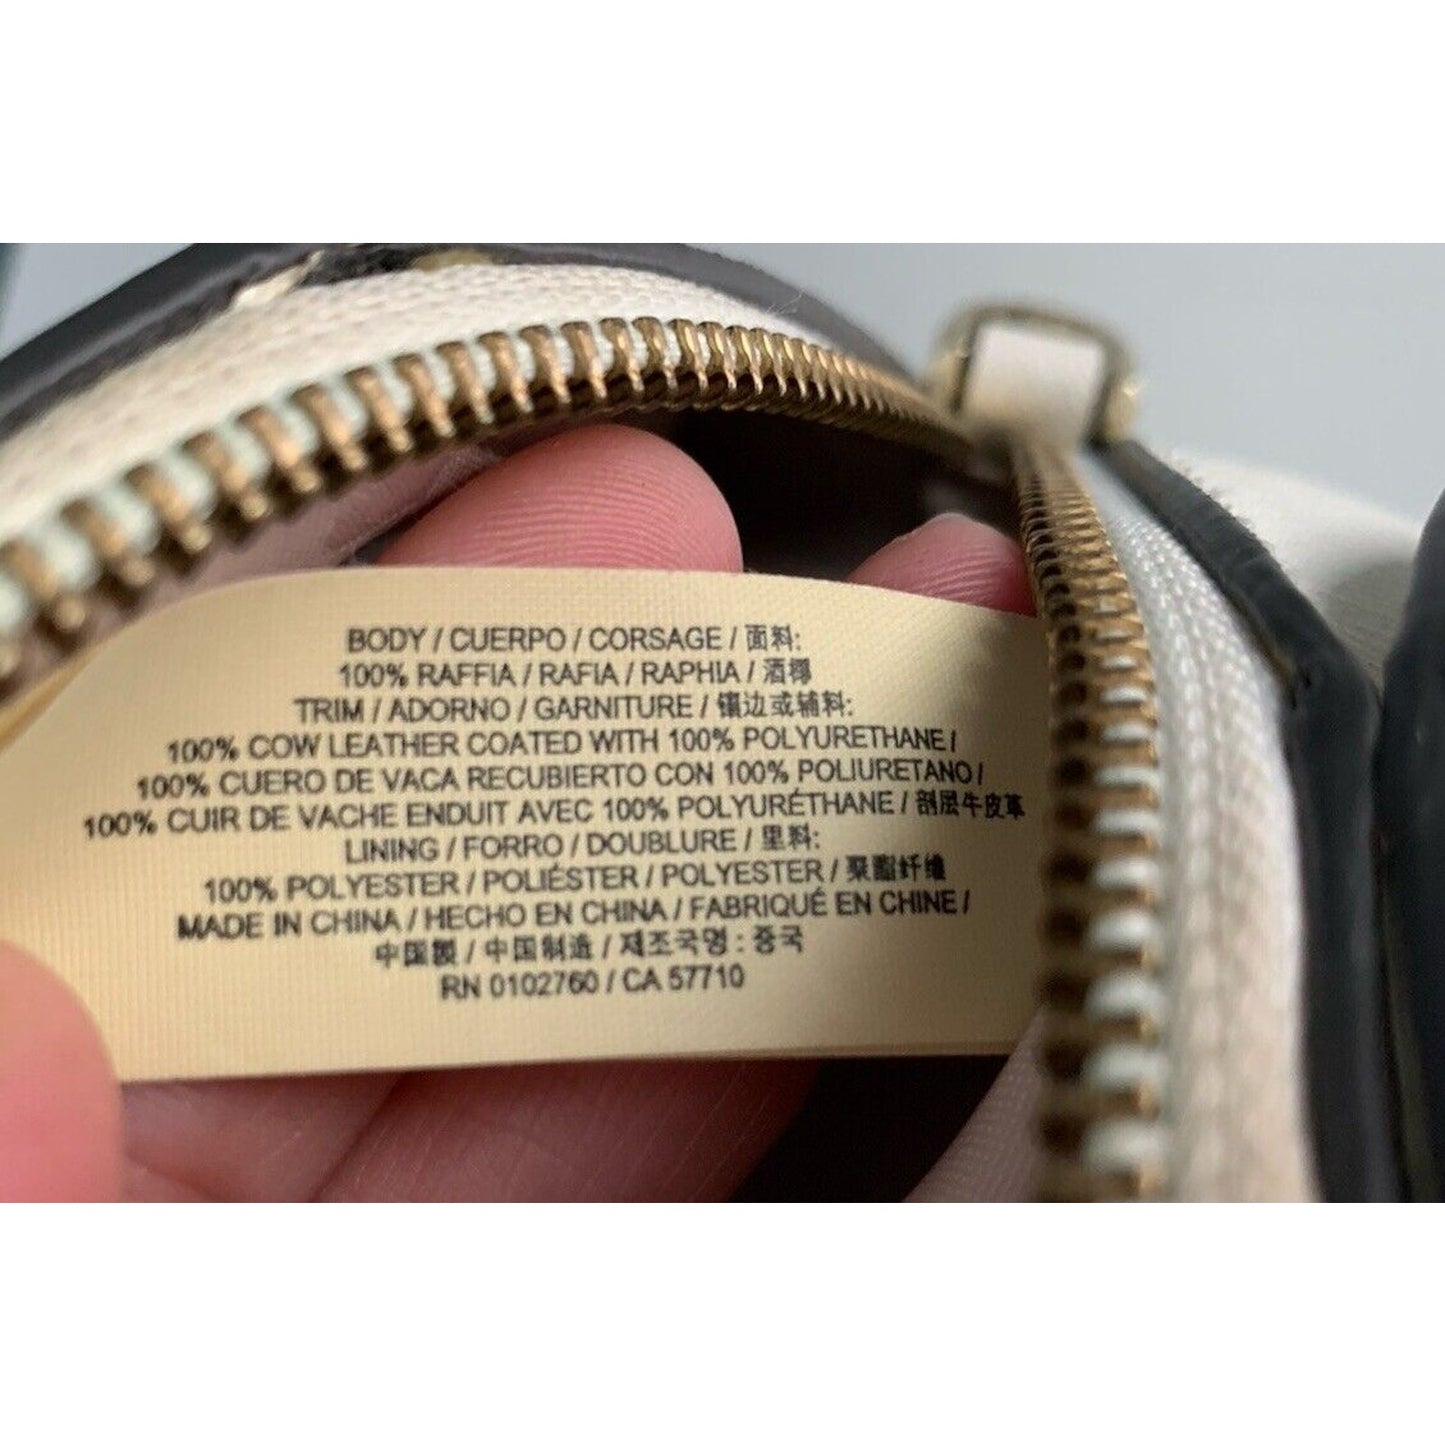 BODY / CUERPO / CORSAGE / 面料:
100% RAFFIA / RAFIA / RAPHIA / 酒椰
TRIM / ADORNO / GARNITURE / 镶边或辅料:
100% COW LEATHER COATED WITH 100% POLYURETHANE /
100% CUERO DE VACA RECUBIERTO CON 100% POLIURETANO /
100% CUIR DE VACHE ENDUIT AVEC 100% POLYURÉTHANE / 剖层牛皮革
LINING / FORRO / DOUBLURE / 里料:
100% POLYESTER / POLIÉSTER / POLYESTER / 聚酯纤维
MADE IN CHINA / HECHO EN CHINA / FABRIQUÉ EN CHINE /
中国製 / 中国制造 / 제조국명 : 중국
RN 0102760 / CA 57710